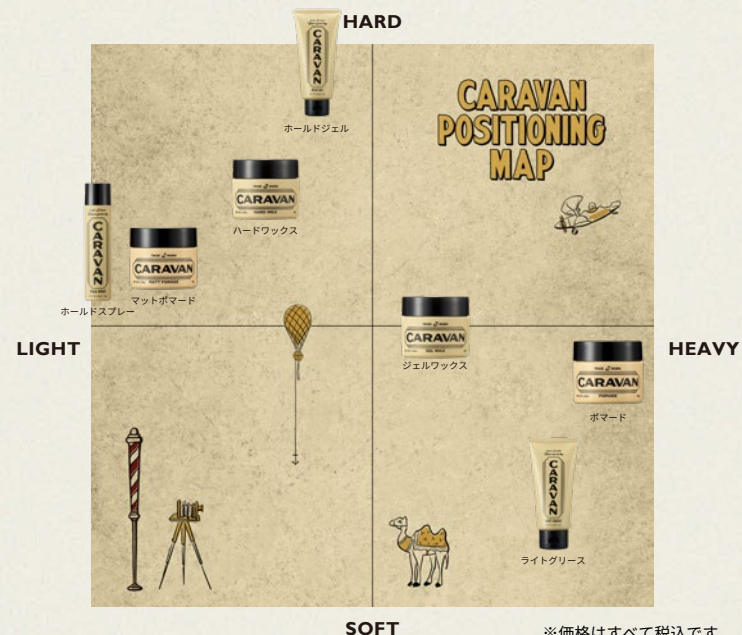 HARD
CARAVAN
ホールドジェル
CARAVAN
POSITIONING
MAP
CARAVAN
ハードワックス
CARAVAN
ホールドスプレー
CARAVAN
マットポマード
CARAVAN
ジェルワックス
LIGHT
HEAVY
CARAVAN
POMADE
ポマード
CARAVAN
ライトグリース
SOFT
※価格はすべて税込です